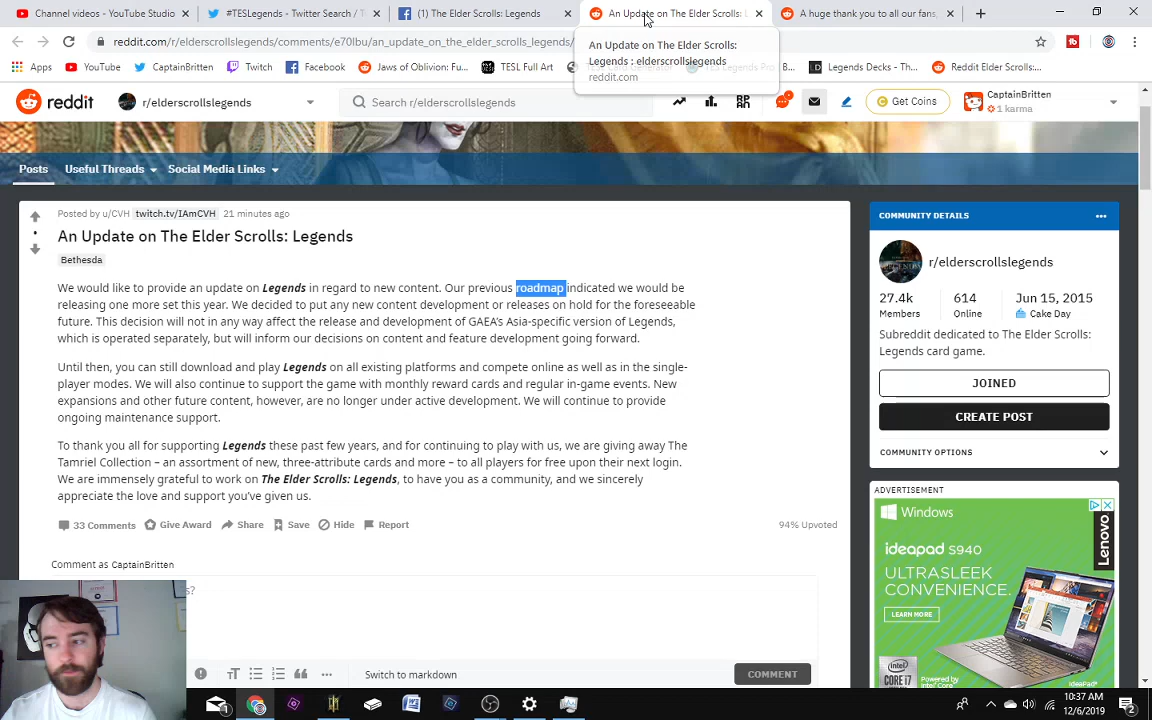 Channel videos - YouTube Studio
#TESLegends - Twitter Search / T
(1) The Elder Scrolls: Legends
An Update on The Elder Scrolls: L
A huge thank you to all our fans,
reddit.com/r/elderscrollslegends/comments/e70lbu/an_update_on_the_elder_scrolls_legends/
An Update on The Elder Scrolls:
Legends : elderscrollslegends
reddit.com
Apps
YouTube
Twitter
Twitch
Facebook
Jaws of Oblivion: Fu...
TESL Full Art
Legends Decks - Th...
Reddit Elder Scrolls:...
reddit
r/elderscrollslegends
Search r/elderscrollslegends
Get Coins
CaptainBritten
1 karma
Posts
Useful Threads
Social Media Links
Posted by u/CVH twitch.tv/IAmCVH 21 minutes ago
An Update on The Elder Scrolls: Legends
Bethesda
We would like to provide an update on Legends in regard to new content. Our previous roadmap indicated we would be
releasing one more set this year. We decided to put any new content development or releases on hold for the foreseeable
future. This decision will not in any way affect the release and development of GAEA's Asia-specific version of Legends,
which is operated separately, but will inform our decisions on content and feature development going forward.
Until then, you can still download and play Legends on all existing platforms and compete online as well as in the single-
player modes. We will also continue to support the game with monthly reward cards and regular in-game events. New
expansions and other future content, however, are no longer under active development. We will continue to provide
ongoing maintenance support.
To thank you all for supporting Legends these past few years, and for continuing to play with us, we are giving away The
Tamriel Collection – an assortment of new, three-attribute cards and more – to all players for free upon their next login.
We are immensely grateful to work on The Elder Scrolls: Legends, to have you as a community, and we sincerely
appreciate the love and support you've given us.
33 Comments
Give Award
Share
Save
Hide
Report
94% Upvoted
Comment as CaptainBritten
s?
Switch to markdown
COMMENT
COMMUNITY DETAILS
r/elderscrollslegends
27.4k
614
Jun 15, 2015
Members
Online
Cake Day
Subreddit dedicated to The Elder Scrolls:
Legends card game.
JOINED
CREATE POST
COMMUNITY OPTIONS
ADVERTISEMENT
Windows
Lenovo
ideapad S940
ULTRASLEEK
CONVENIENCE.
LEARN MORE
intel
CORE i7
Powered by
10:37 AM
12/6/2019
2